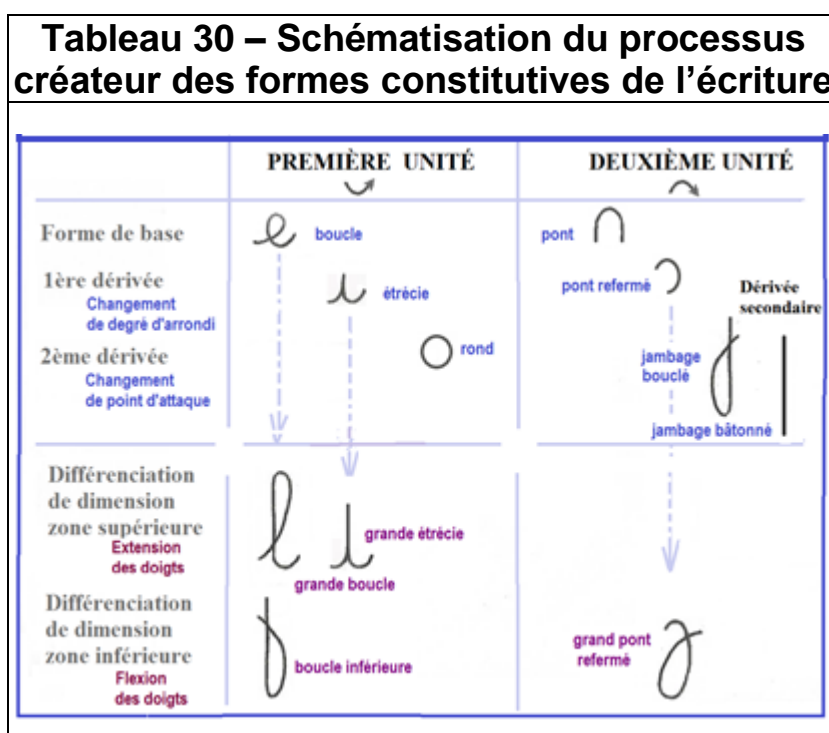 Tableau 30 – Schématisation du processus
créateur des formes constitutives de l’écriture
PREMIÈRE UNITÉ
DEUXIÈME UNITÉ
Forme de base
boucle
pont
1ère dérivée
Changement
de degré d'arrondi
étrécie
pont refermé
Dérivée
secondaire
2ème dérivée
Changement
de point d'attaque
rond
jambage
bouclé
jambage bâtonné
Différenciation
de dimension
zone supérieure
Extension
des doigts
grande étrécie
grande boucle
Différenciation
de dimension
zone inférieure
Flexion
des doigts
boucle inférieure
grand pont
refermé